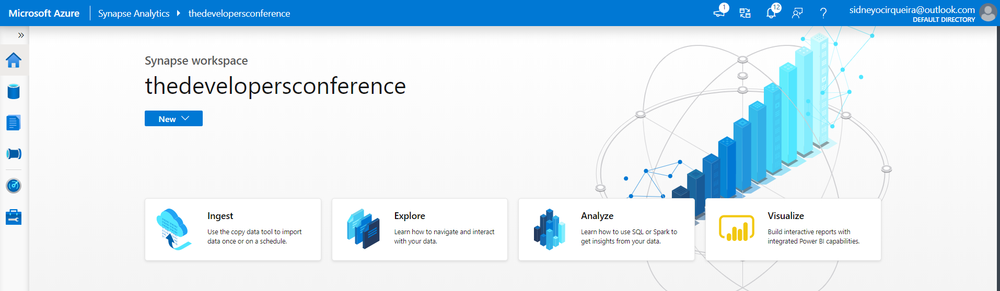 Microsoft Azure
Synapse Analytics
thedevelopersconference
1
12
?
sidneyocirqueira@outlook.com
DEFAULT DIRECTORY
»
Synapse workspace
thedevelopersconference
New
Ingest
Use the copy data tool to import
data once or on a schedule.
Explore
Learn how to navigate and interact
with your data.
Analyze
Learn how to use SQL or Spark to
get insights from your data.
Visualize
Build interactive reports with
integrated Power BI capabilities.